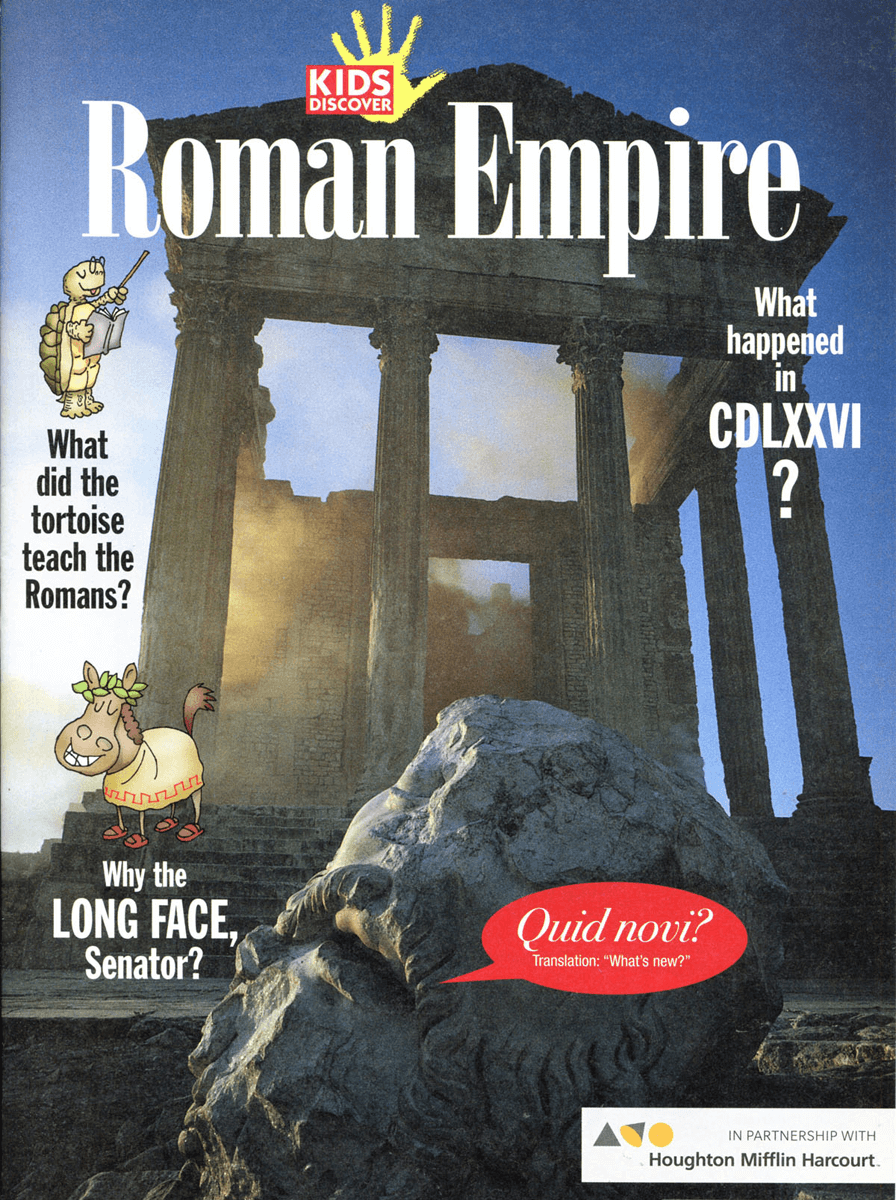 KIDS
DISCOVER
Roman Empire
What
happened
in
CDLXXVI
?
What
did the
tortoise
teach the
Romans?
Why the
LONG FACE,
Senator?
Quid novi?
Translation: “What’s new?”
IN PARTNERSHIP WITH
Houghton Mifflin Harcourt